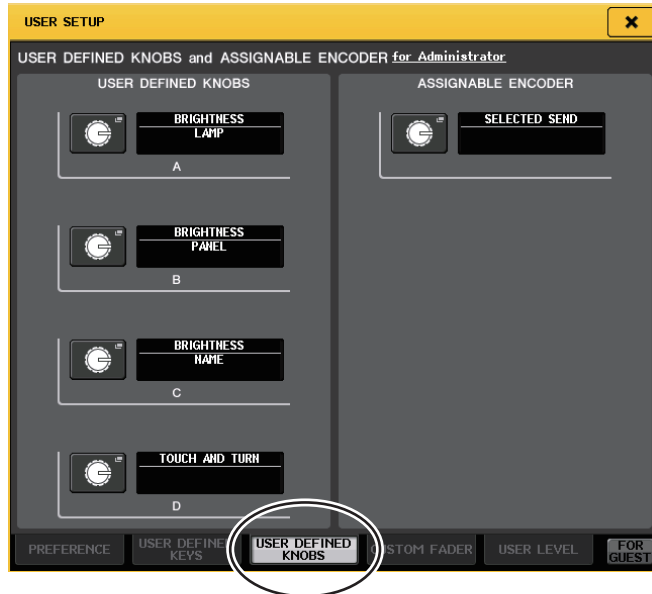 USER SETUP
USER DEFINED KNOBS and ASSIGNABLE ENCODER for Administrator
USER DEFINED KNOBS
BRIGHTNESS
LAMP
A
BRIGHTNESS
PANEL
B
BRIGHTNESS
NAME
C
TOUCH AND TURN
D
ASSIGNABLE ENCODER
SELECTED SEND
PREFERENCE
USER DEFINED
KEYS
USER DEFINED
KNOBS
CUSTOM FADER
USER LEVEL
FOR
GUEST